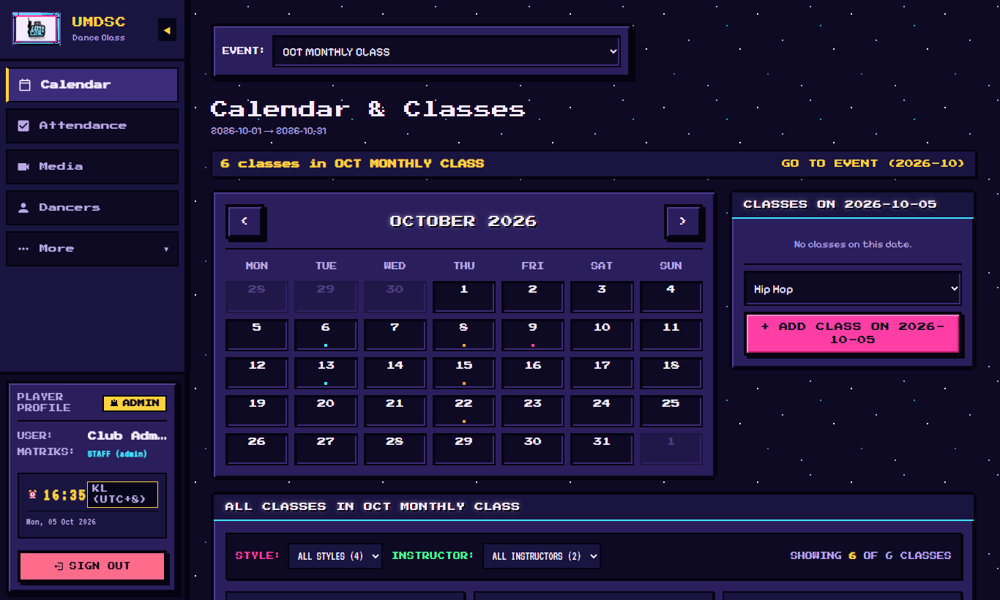 UMDSC
Dance Class
◀
Calendar
Attendance
Media
Dancers
More ▾
PLAYER PROFILE
ADMIN
USER: Club Adm…
MATRIKS: STAFF (admin)
16:35 KL (UTC+8)
Mon, 05 Oct 2026
SIGN OUT
EVENT: OCT MONTHLY CLASS
Calendar & Classes
2026-10-01 → 2026-10-31
6 classes in OCT MONTHLY CLASS
GO TO EVENT (2026-10)
‹ OCTOBER 2026 ›
MON TUE WED THU FRI SAT SUN
28 29 30 1 2 3 4
5 6 7 8 9 10 11
12 13 14 15 16 17 18
19 20 21 22 23 24 25
26 27 28 29 30 31 1
CLASSES ON 2026-10-05
No classes on this date.
Hip Hop
+ ADD CLASS ON 2026-
10-05
ALL CLASSES IN OCT MONTHLY CLASS
STYLE: ALL STYLES (4) INSTRUCTOR: ALL INSTRUCTORS (2) SHOWING 6 OF 6 CLASSES